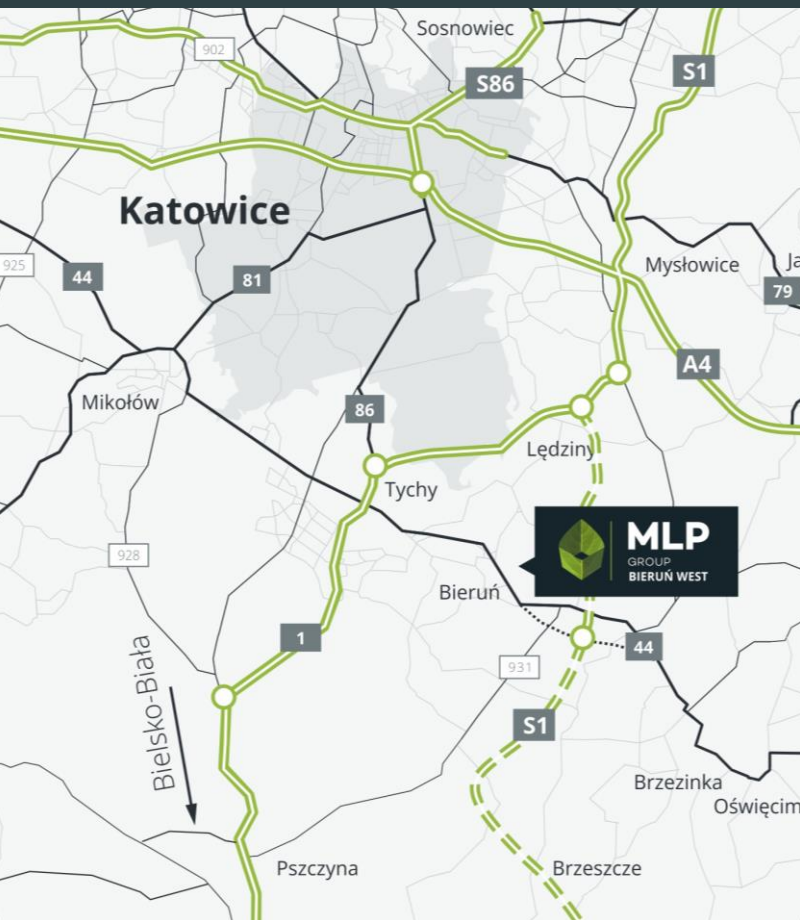 Sosnowiec
902
S86
S1
Katowice
925
44
81
Mysłowice
Ja
79
A4
Mikołów
86
Lędziny
Tychy
MLP
GROUP
BIERUŃ WEST
928
Bieruń
1
44
931
Bielsko-Biała
S1
Brzezinka
Oświęcim
Pszczyna
Brzeszcze